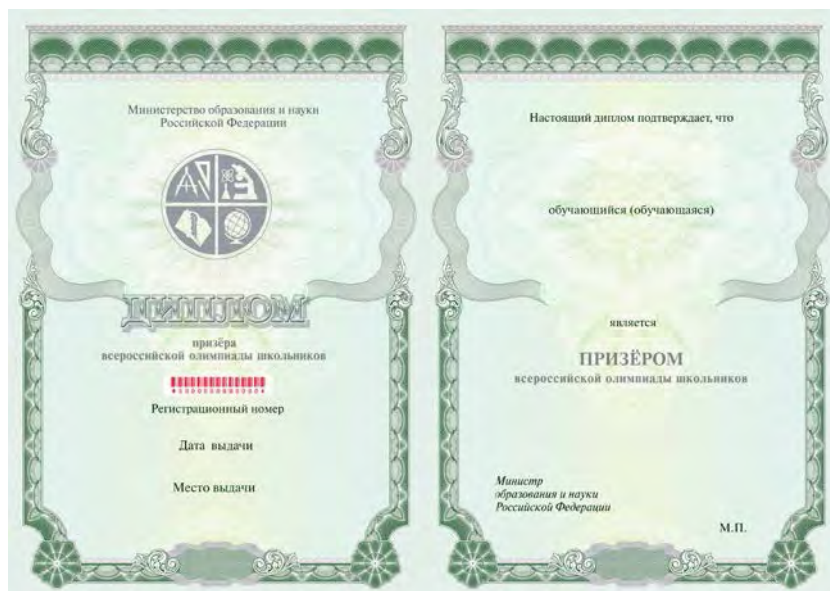 Министерство образования и науки
Российской Федерации
ДИПЛОМ
призёра
всероссийской олимпиады школьников
Регистрационный номер
Дата выдачи
Место выдачи
Настоящий диплом подтверждает, что
обучающийся (обучающаяся)
является
ПРИЗЁРОМ
всероссийской олимпиады школьников
Министр
образования и науки
Российской Федерации
М.П.